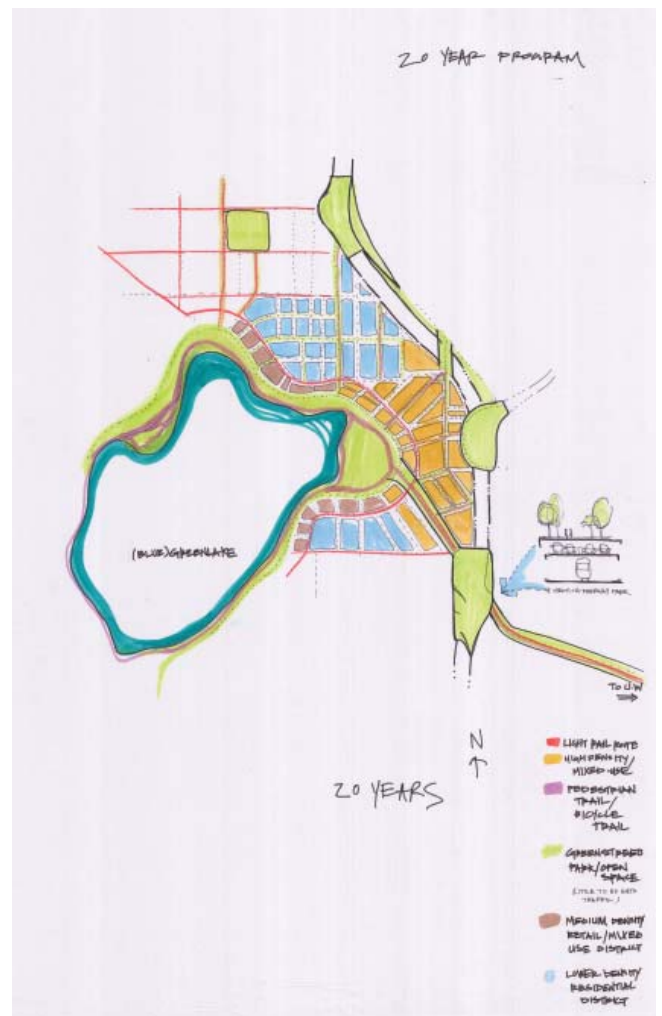 20 YEAR PROGRAM
(BLUE) GREENLAKE
TO U.W
N
20 YEARS
LIGHT RAIL ROUTE
HIGH DENSITY/
MIXED-USE
PEDESTRIAN
TRAIL/
BICYCLE
TRAIL
PARK/OPEN
SPACE
MEDIUM DENSITY
RETAIL/MIXED
USE DISTRICT
LOWER DENSITY
RESIDENTIAL
DISTRICT